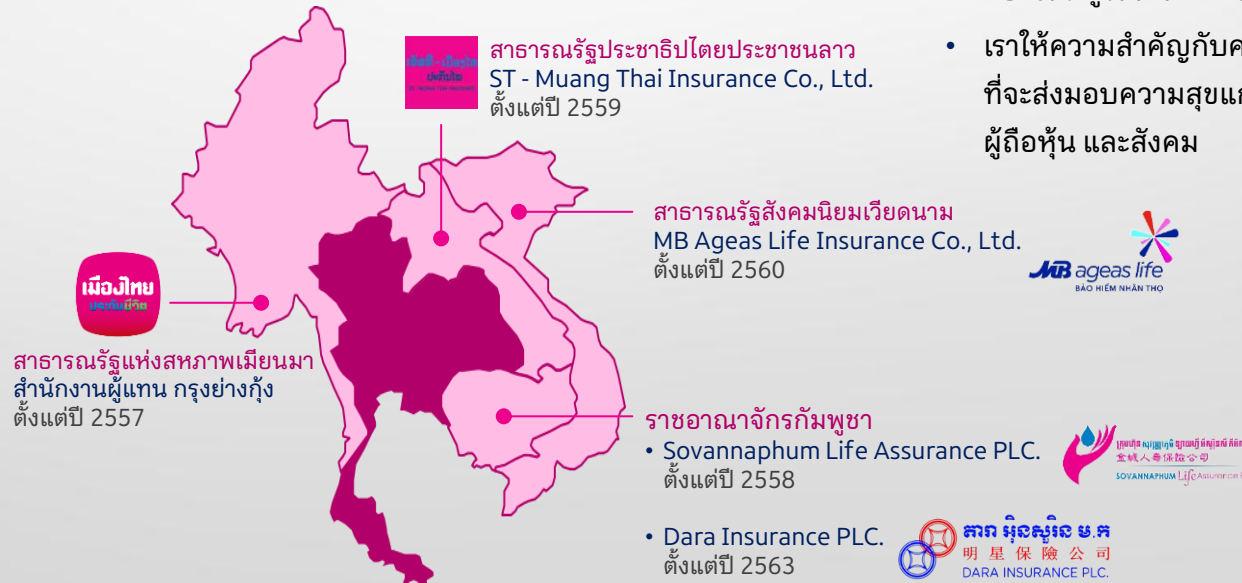 สาธารณรัฐประชาธิปไตยประชาชนลาว
ST - Muang Thai Insurance Co., Ltd.
ตั้งแต่ปี 2559
• เราให้ความสำคัญกับค
ที่จะส่งมอบความสุขแก
ผู้ถือหุ้น และสังคม
สาธารณรัฐสังคมนิยมเวียดนาม
MB Ageas Life Insurance Co., Ltd.
ตั้งแต่ปี 2560
MB ageas life
BẢO HIỂM NHÂN THỌ
เมืองไทย
ประกันชีวิต
สาธารณรัฐแห่งสหภาพเมียนมา
สำนักงานผู้แทน กรุงย่างกุ้ง
ตั้งแต่ปี 2557
ราชอาณาจักรกัมพูชา
• Sovannaphum Life Assurance PLC.
ตั้งแต่ปี 2558
金城人壽保險公司
SOVANNAPHUM Life Assurance
• Dara Insurance PLC.
ตั้งแต่ปี 2563
តារា អ៊ិនសួរិន ម.ក
明星保險公司
DARA INSURANCE PLC.